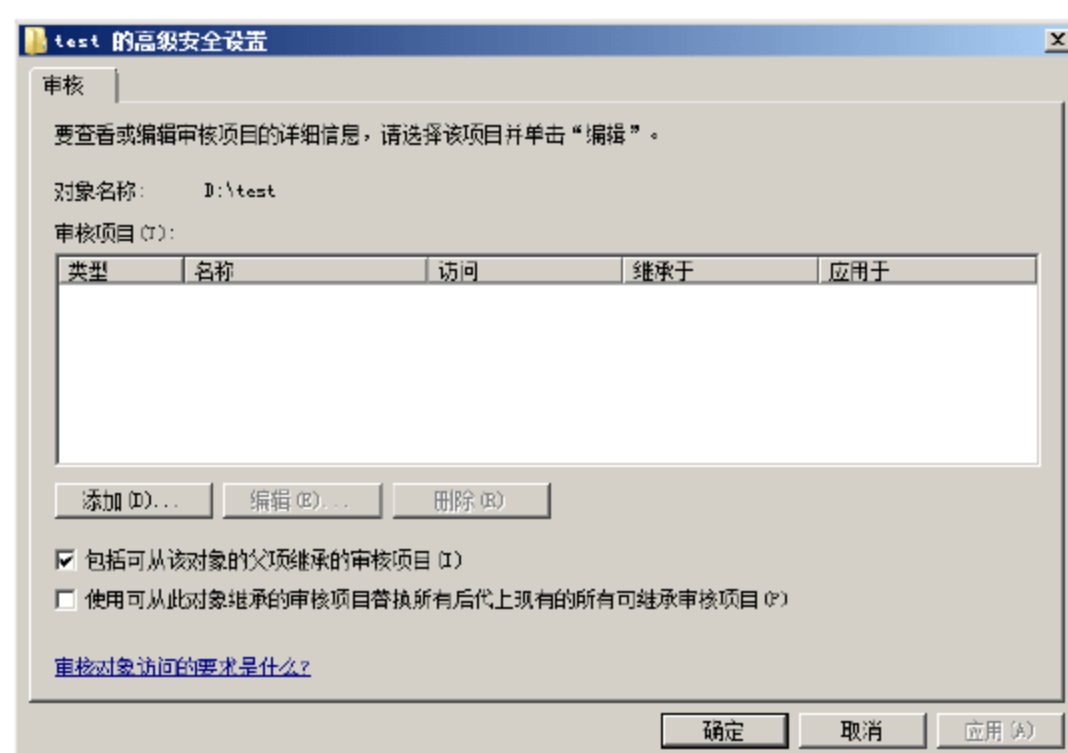 test 的高级安全设置
审核
要查看或编辑审核项目的详细信息，请选择该项目并单击“编辑”。
对象名称: D:\test
审核项目(T):
类型 名称 访问 继承于 应用于
添加(D)... 编辑(E)... 删除(R)
包括可从该对象的父项继承的审核项目(I)
使用可从此对象继承的审核项目替换所有后代上现有的所有可继承审核项目(P)
审核对象访问的要求是什么?
确定 取消 应用(A)